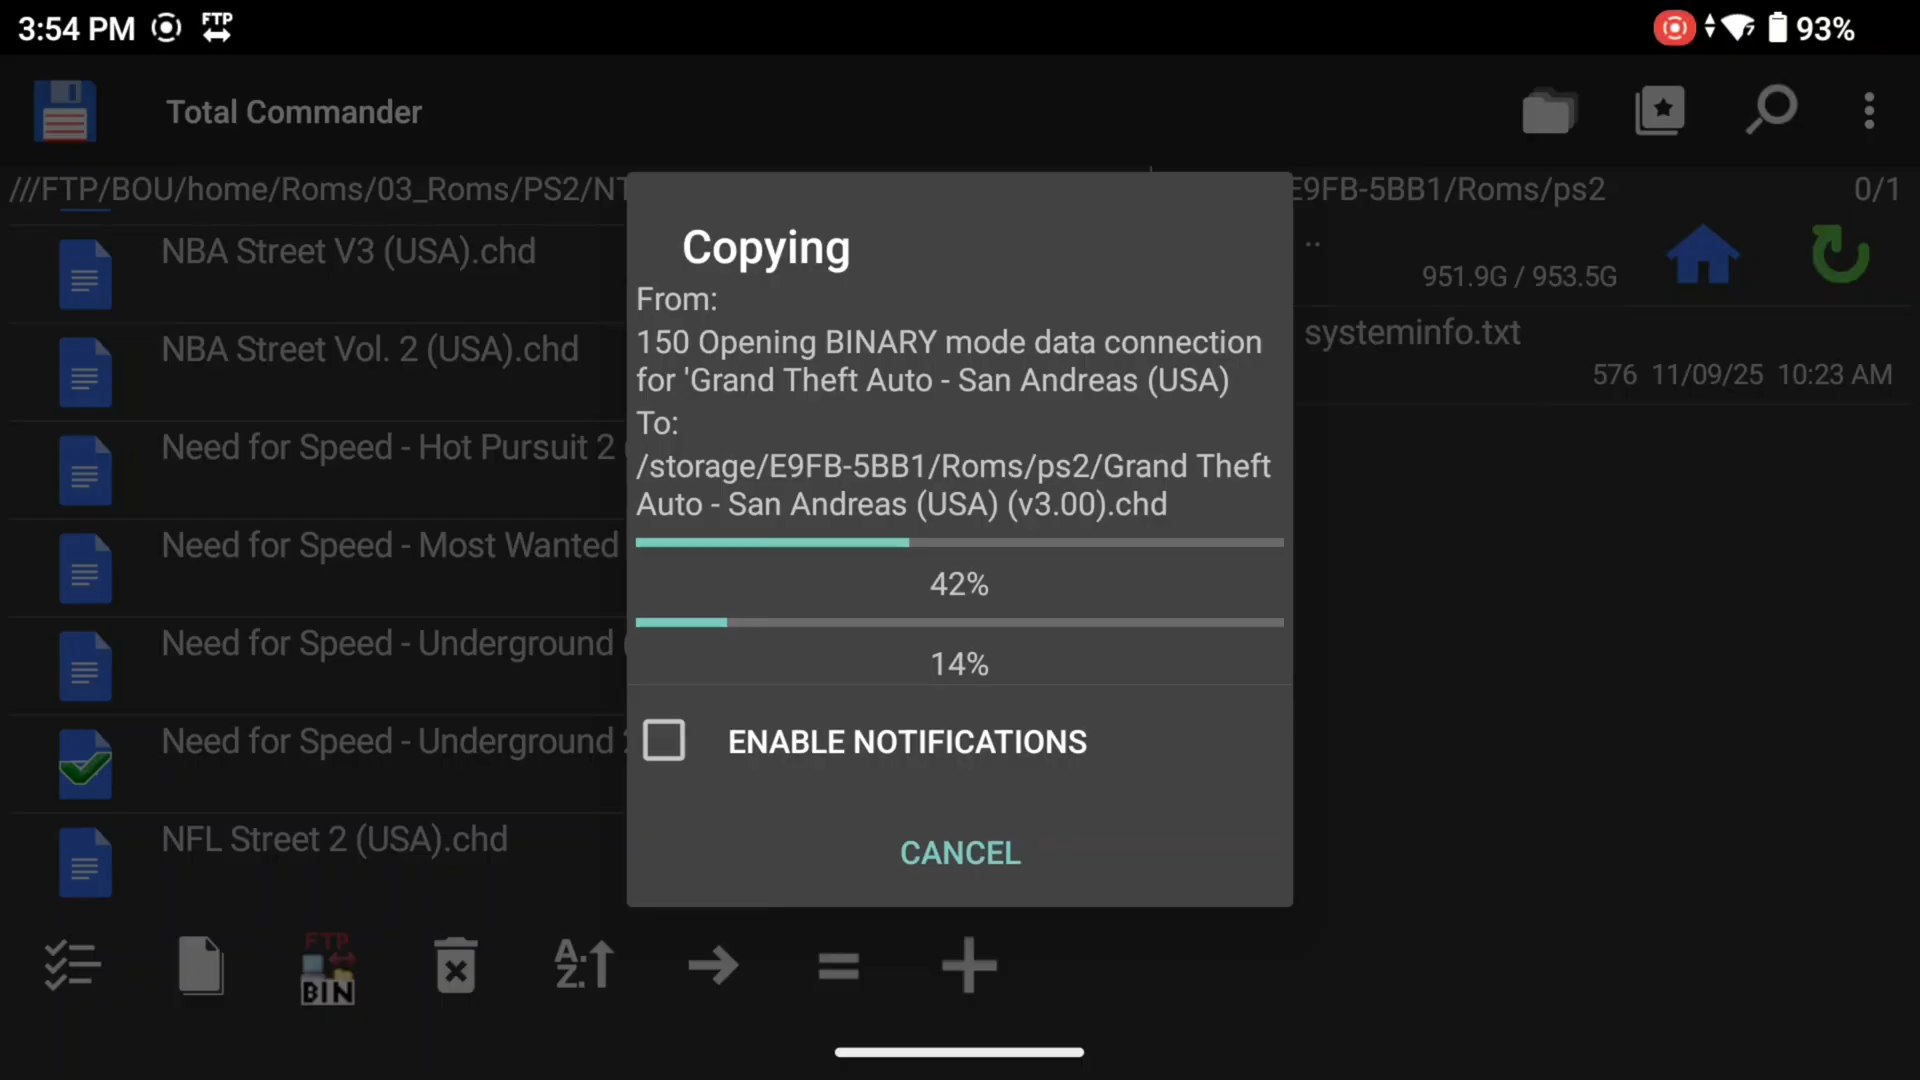 3:54 PM FTP 93%
Total Commander
///FTP/BOU/home/Roms/03_Roms/PS2/NT
E9FB-5BB1/Roms/ps2 0/1
NBA Street V3 (USA).chd
NBA Street Vol. 2 (USA).chd
Need for Speed - Hot Pursuit 2
Need for Speed - Most Wanted
Need for Speed - Underground
Need for Speed - Underground
NFL Street 2 (USA).chd
Copying
From:
150 Opening BINARY mode data connection
for 'Grand Theft Auto - San Andreas (USA)
To:
/storage/E9FB-5BB1/Roms/ps2/Grand Theft
Auto - San Andreas (USA) (v3.00).chd
42%
14%
ENABLE NOTIFICATIONS
CANCEL
..
951.9G / 953.5G
systeminfo.txt
576 11/09/25 10:23 AM
FTP
BIN
A.
Z.